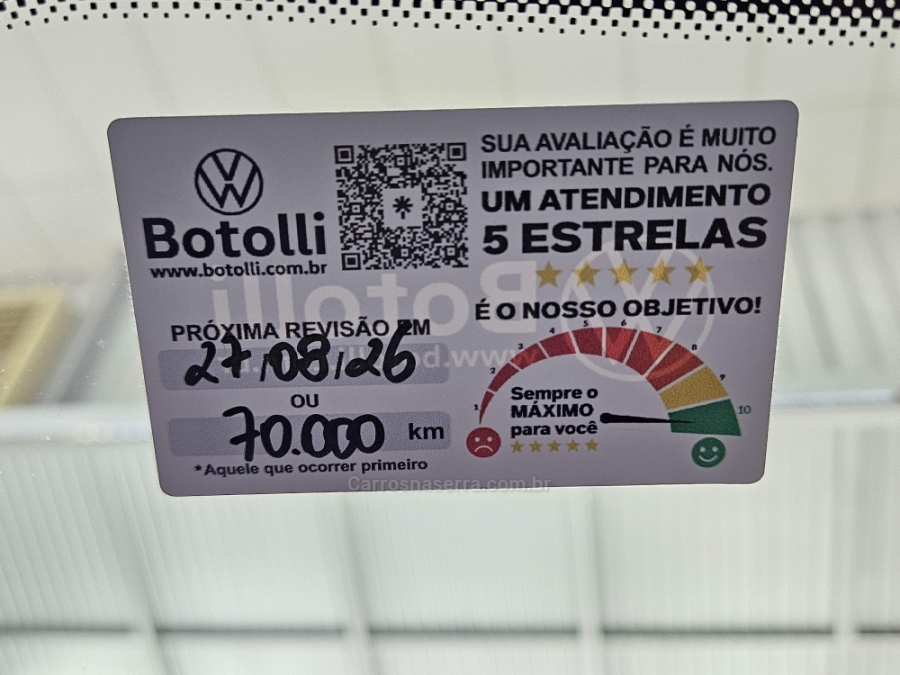 Botolli
www.botolli.com.br
SUA AVALIAÇÃO É MUITO
IMPORTANTE PARA NÓS.
UM ATENDIMENTO
5 ESTRELAS
É O NOSSO OBJETIVO!
PRÓXIMA REVISÃO EM
27/08/26
OU
70.000 km
*Aquele que ocorrer primeiro
1 2 3 4 5 6 7 8 9 10
Sempre o
MÁXIMO
para você
Botolli
Carrosnaserra.com.br